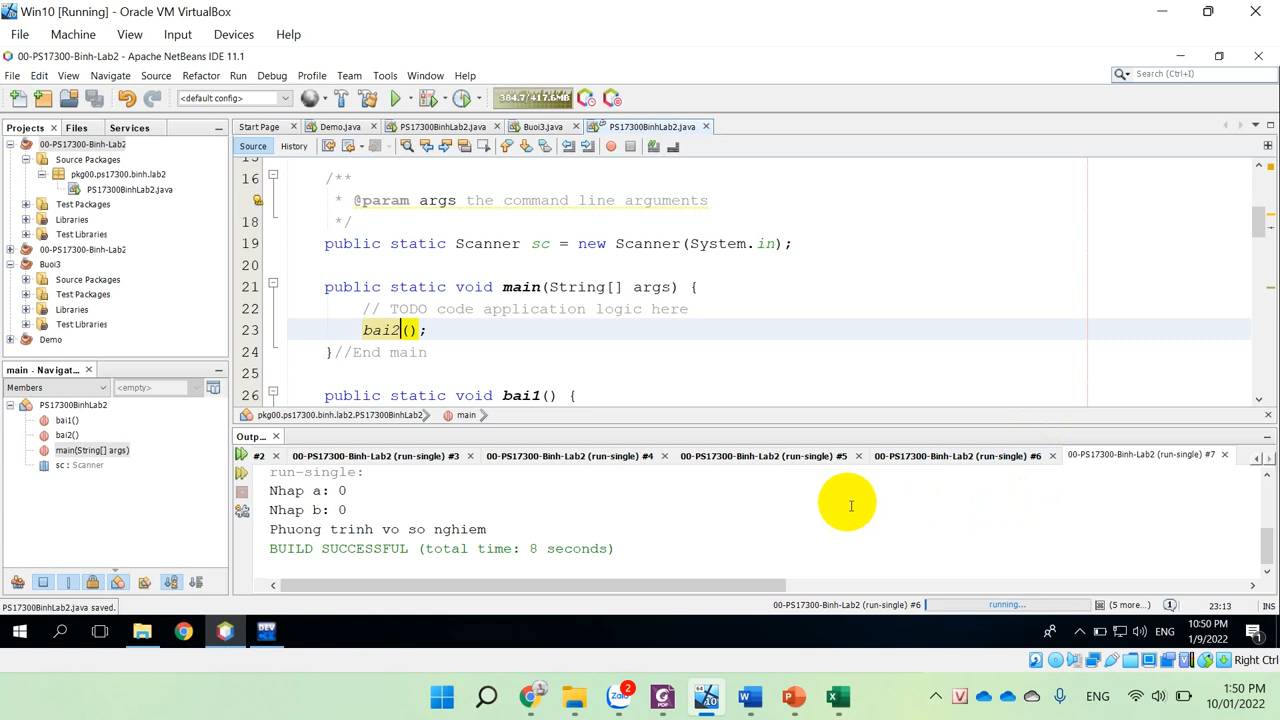 Win10 [Running] - Oracle VM VirtualBox
File Machine View Input Devices Help
00-PS17300-Binh-Lab2 - Apache NetBeans IDE 11.1
File Edit View Navigate Source Refactor Run Debug Profile Team Tools Window Help
Search (Ctrl+I)
<default config>
384.7/417.6MB
Projects Files Services
Start Page Demo.java PS17300BinhLab2.java Buoi3.java PS17300BinhLab2.java
Source History
00-PS17300-Binh-Lab2
Source Packages
pkg00.ps17300.binh.lab2
PS17300BinhLab2.java
Test Packages
Libraries
Test Libraries
00-PS17300-Binh-Lab2
Buoi3
Source Packages
Test Packages
Libraries
Test Libraries
Demo
16 /**
* @param args the command line arguments
18 */
19 public static Scanner sc = new Scanner(System.in);
20
21 public static void main(String[] args) {
22 // TODO code application logic here
23 bai2();
24 }//End main
25
26 public static void bai1() {
pkg00.ps17300.binh.lab2.PS17300BinhLab2 main
main - Navigat...
Members <empty>
PS17300BinhLab2
bai1()
bai2()
main(String[] args)
sc : Scanner
Outp...
#2 00-PS17300-Binh-Lab2 (run-single) #3 00-PS17300-Binh-Lab2 (run-single) #4 00-PS17300-Binh-Lab2 (run-single) #5 00-PS17300-Binh-Lab2 (run-single) #6 00-PS17300-Binh-Lab2 (run-single) #7
run-single:
Nhap a: 0
Nhap b: 0
Phuong trinh vo so nghiem
BUILD SUCCESSFUL (total time: 8 seconds)
PS17300BinhLab2.java saved.
00-PS17300-Binh-Lab2 (run-single) #6 running... (5 more...) 1 23:13 INS
DEV
ENG
10:50 PM
1/9/2022
1
Right Ctrl
2
ENG
1:50 PM
10/01/2022